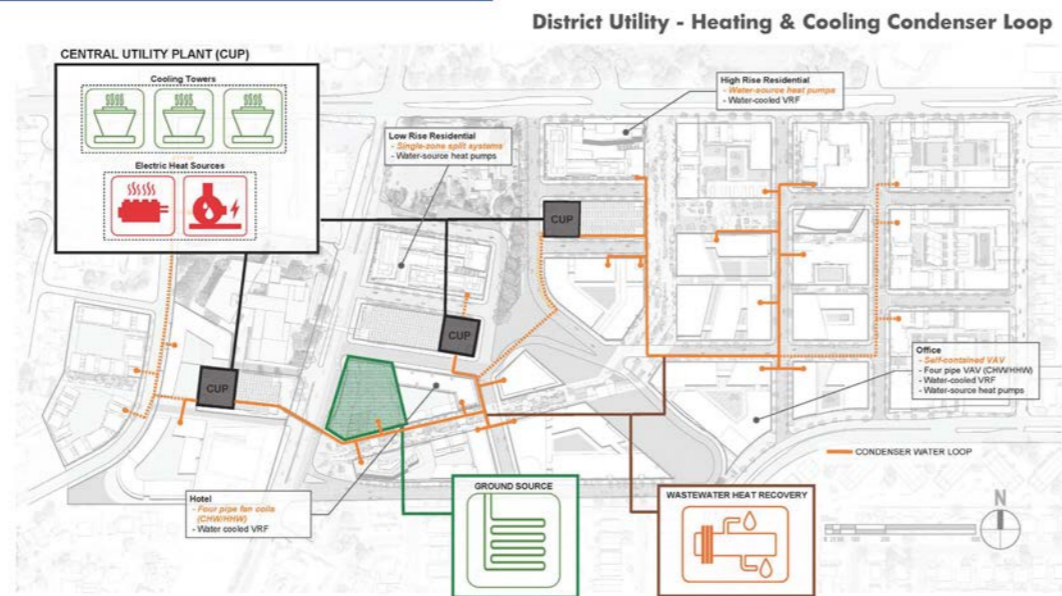 District Utility - Heating & Cooling Condenser Loop
CENTRAL UTILITY PLANT (CUP)
Cooling Towers
Electric Heat Sources
Low Rise Residential
- Single-zone split systems
- Water-source heat pumps
High Rise Residential
- Water-source heat pumps
- Water-cooled VRF
CUP
CUP
CUP
Office
- Self-contained VAV
- Four pipe VAV (CHW/HHW)
- Water-cooled VRF
- Water-source heat pumps
CONDENSER WATER LOOP
Hotel
- Four pipe fan coils
(CHW/HHW)
- Water cooled VRF
GROUND SOURCE
WASTEWATER HEAT RECOVERY
N